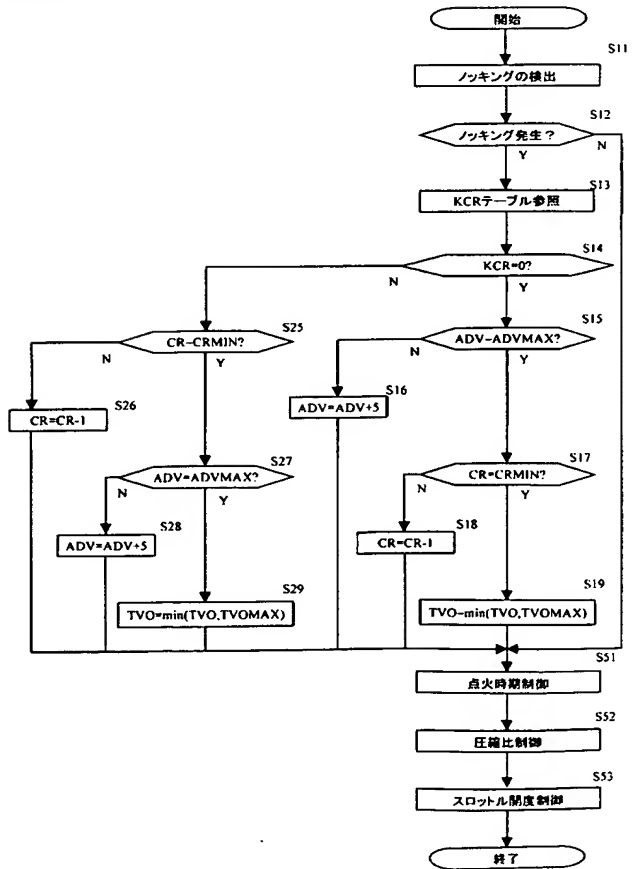 開始
S11
ノッキングの検出
S12
ノッキング発生？
N
Y
S13
KCRテーブル参照
S14
KCR=0?
N
Y
S25
CR-CRMIN?
N
Y
S15
ADV-ADVMAX?
N
Y
S26
CR=CR-1
S16
ADV=ADV+5
S27
ADV=ADVMAX?
N
Y
S17
CR=CRMIN?
N
Y
S28
ADV=ADV+5
S18
CR=CR-1
S29
TVO=min(TVO,TVOMAX)
S19
TVO-min(TVO,TVOMAX)
S51
点火時期制御
S52
圧縮比制御
S53
スロットル開度制御
終了